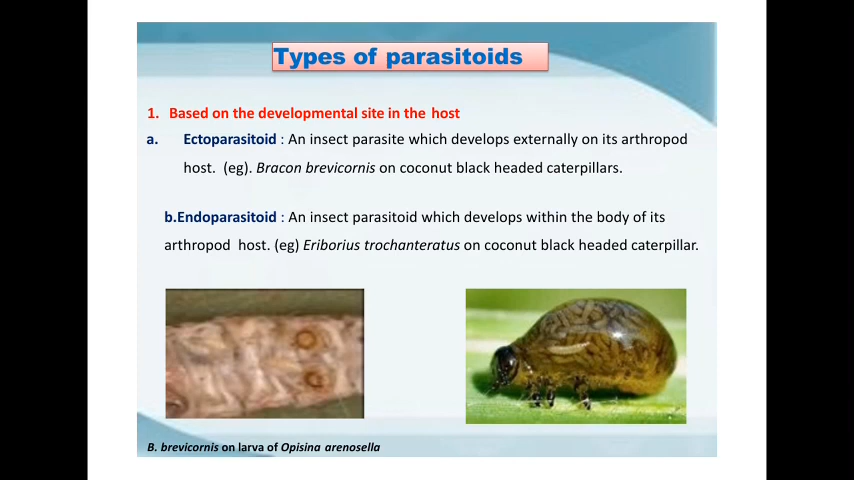 Types of parasitoids
1. Based on the developmental site in the host
a. Ectoparasitoid : An insect parasite which develops externally on its arthropod
host. (eg). Bracon brevicornis on coconut black headed caterpillars.
b.Endoparasitoid : An insect parasitoid which develops within the body of its
arthropod host. (eg) Eriborius trochanteratus on coconut black headed caterpillar.
B. brevicornis on larva of Opisina arenosella